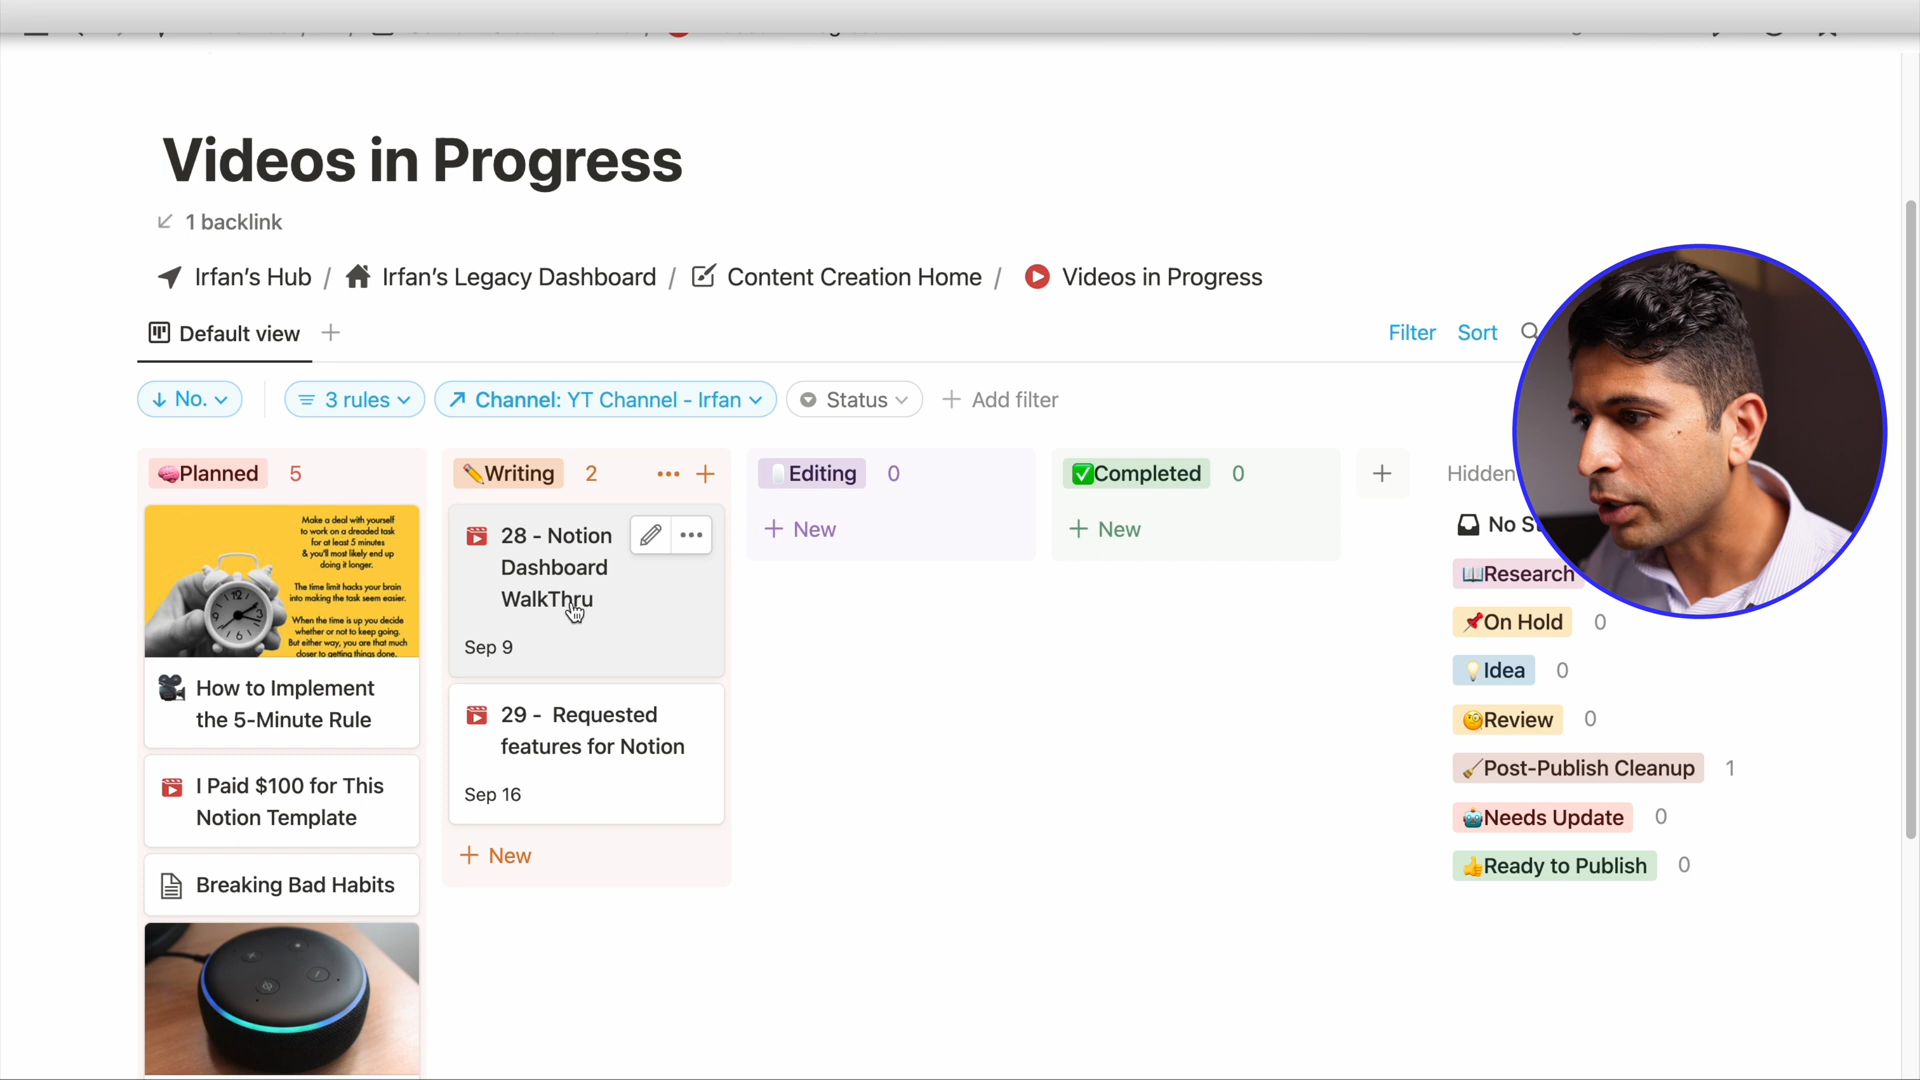 Videos in Progress
1 backlink
Irfan's Hub / Irfan's Legacy Dashboard / Content Creation Home / Videos in Progress
Default view
Filter Sort
No. 3 rules Channel: YT Channel - Irfan Status Add filter
🧠Planned 5
Make a deal with yourself
to work on a dreaded task
for at least 5 minutes
& you'll most likely end up
doing it longer.
The time limit hacks your brain
into making the task seem easier.
When the time is up you decide
whether or not to keep going.
But either way, you are that much
closer to getting things done.
How to Implement
the 5-Minute Rule
I Paid $100 for This
Notion Template
Breaking Bad Habits
✏️Writing 2
28 - Notion
Dashboard
WalkThru
Sep 9
29 - Requested
features for Notion
Sep 16
New
Editing 0
New
✅Completed 0
New
Hidden
No
📖Research
📌On Hold 0
💡Idea 0
🧐Review 0
🧹Post-Publish Cleanup 1
🤖Needs Update 0
👍Ready to Publish 0